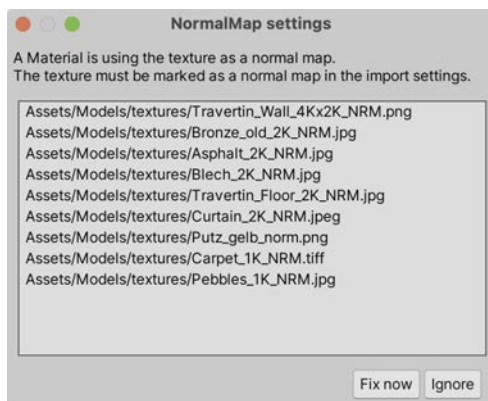 NormalMap settings
A Material is using the texture as a normal map.
The texture must be marked as a normal map in the import settings.
Assets/Models/textures/Travertin_Wall_4Kx2K_NRM.png
Assets/Models/textures/Bronze_old_2K_NRM.jpg
Assets/Models/textures/Asphalt_2K_NRM.jpg
Assets/Models/textures/Blech_2K_NRM.jpg
Assets/Models/textures/Travertin_Floor_2K_NRM.jpg
Assets/Models/textures/Curtain_2K_NRM.jpeg
Assets/Models/textures/Putz_gelb_norm.png
Assets/Models/textures/Carpet_1K_NRM.tiff
Assets/Models/textures/Pebbles_1K_NRM.jpg
Fix now Ignore